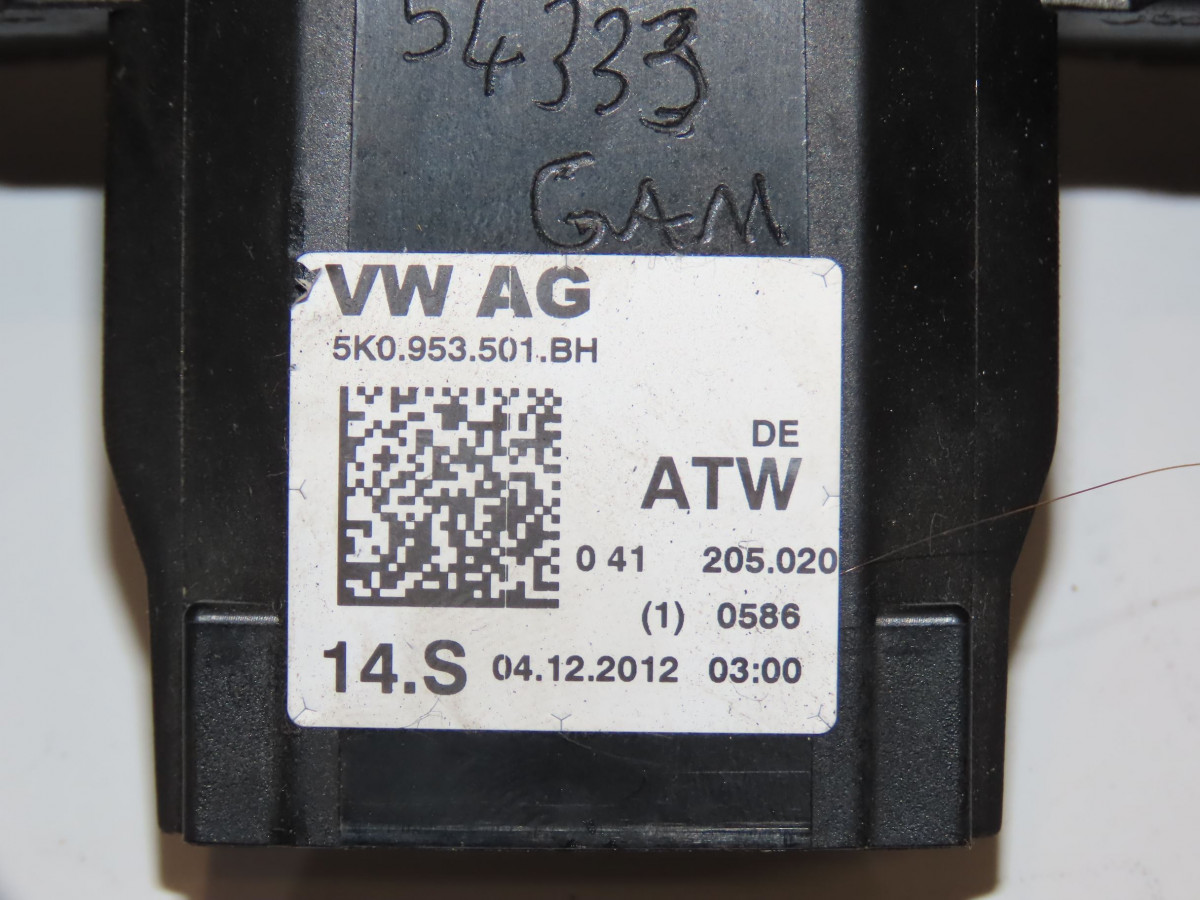 54333
GAM
VW AG
5K0.953.501.BH
DE
ATW
0 41 205.020
(1) 0586
14.S 04.12.2012 03:00